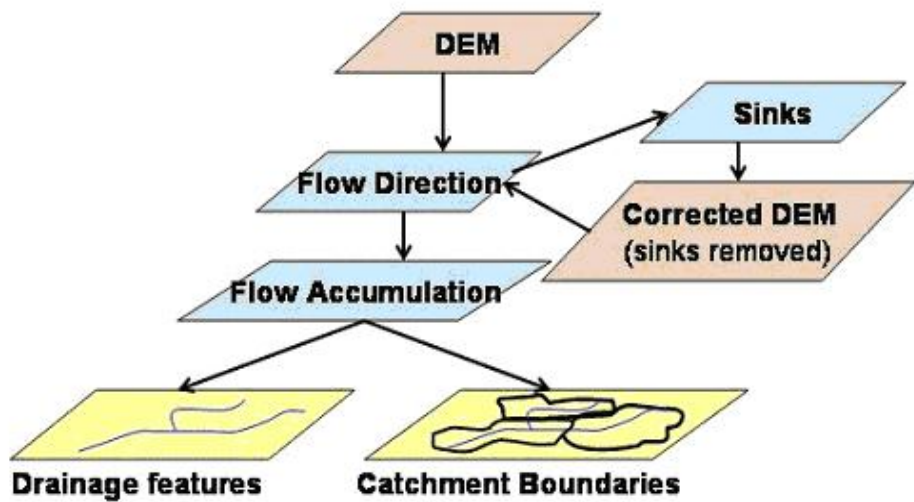 DEM
Sinks
Flow Direction
Corrected DEM
(sinks removed)
Flow Accumulation
Drainage features
Catchment Boundaries